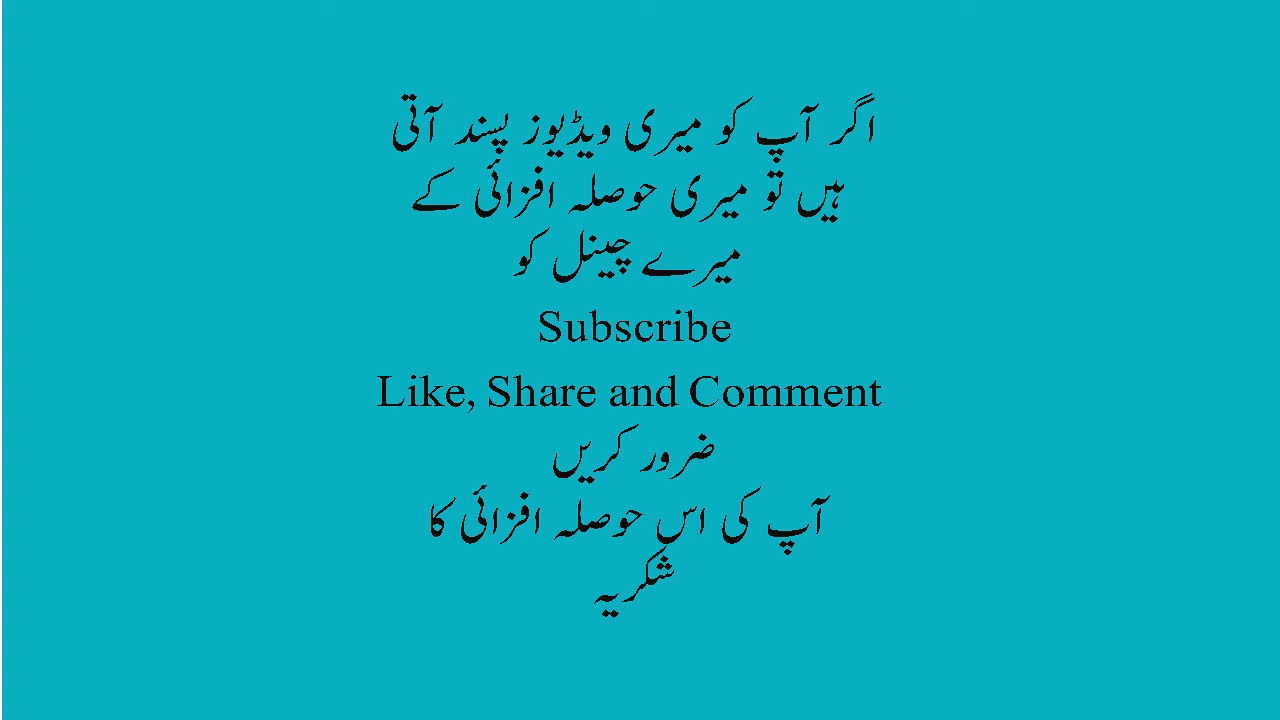 اگر آپ کو میری ویڈیوز پسند آتی
ہیں تو میری حوصلہ افزائی کے
میرے چینل کو
Subscribe
Like, Share and Comment
ضرور کریں
آپ کی اس حوصلہ افزائی کا
شکریہ